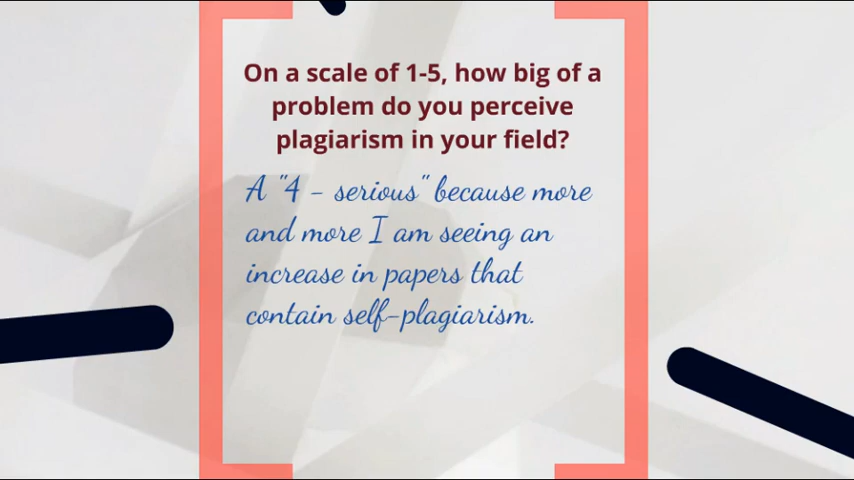 On a scale of 1-5, how big of a
problem do you perceive
plagiarism in your field?
A "4 - serious" because more
and more I am seeing an
increase in papers that
contain self-plagiarism.